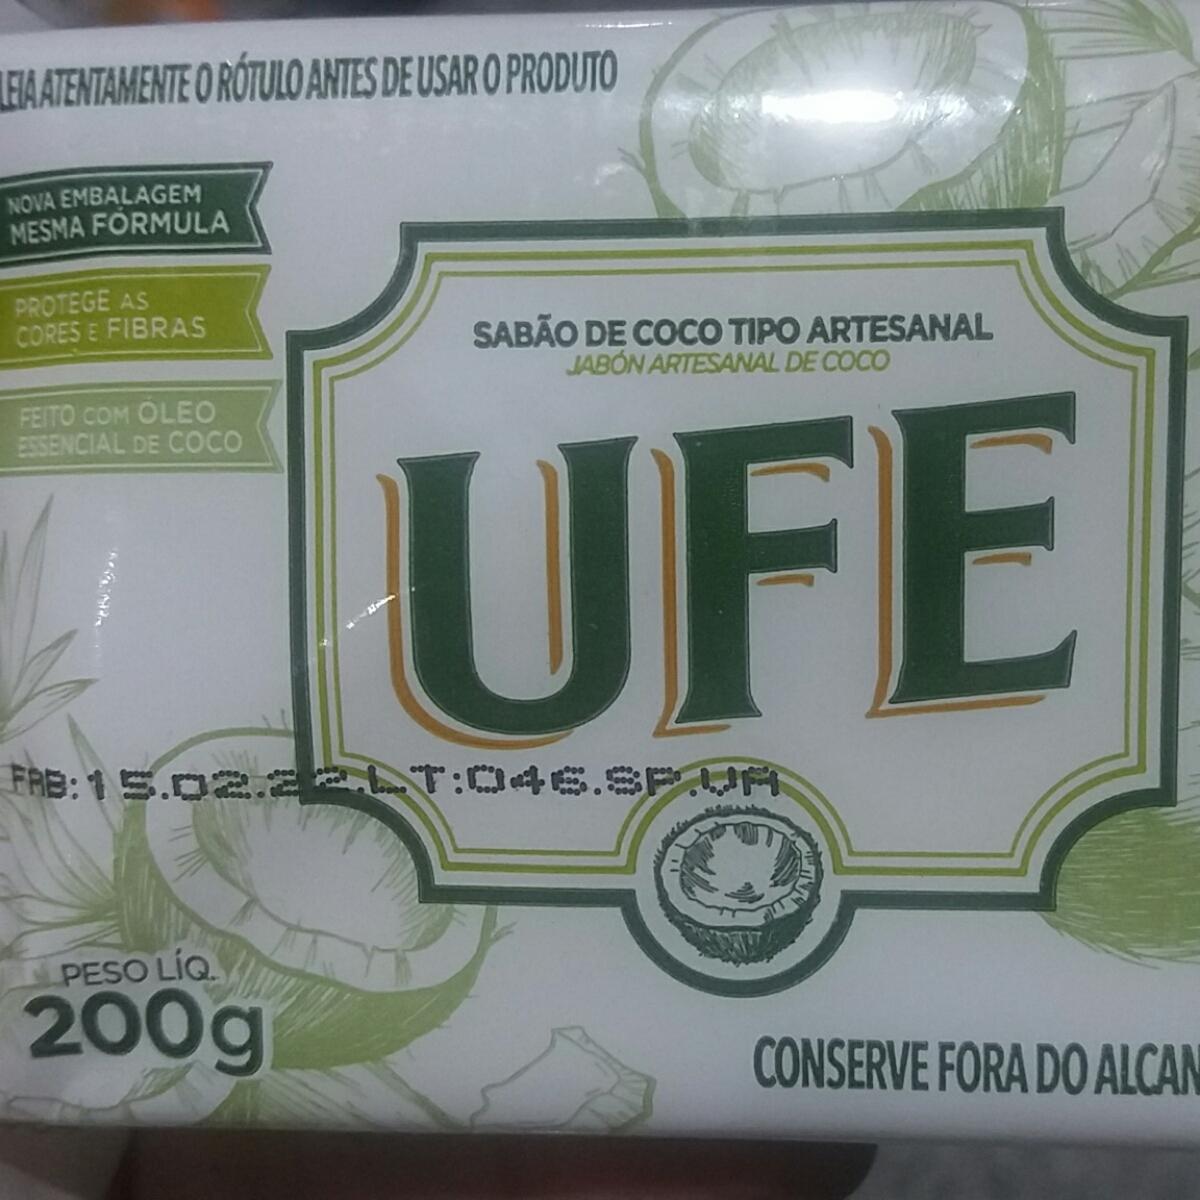 LEIA ATENTAMENTE O RÓTULO ANTES DE USAR O PRODUTO
NOVA EMBALAGEM
MESMA FÓRMULA
PROTEGE AS
CORES E FIBRAS
FEITO COM ÓLEO
ESSENCIAL DE COCO
SABÃO DE COCO TIPO ARTESANAL
JABÓN ARTESANAL DE COCO
UFE
FAB:15.02.22.LT:046.SP.UA
PESO LÍQ.
200g
CONSERVE FORA DO ALCAN